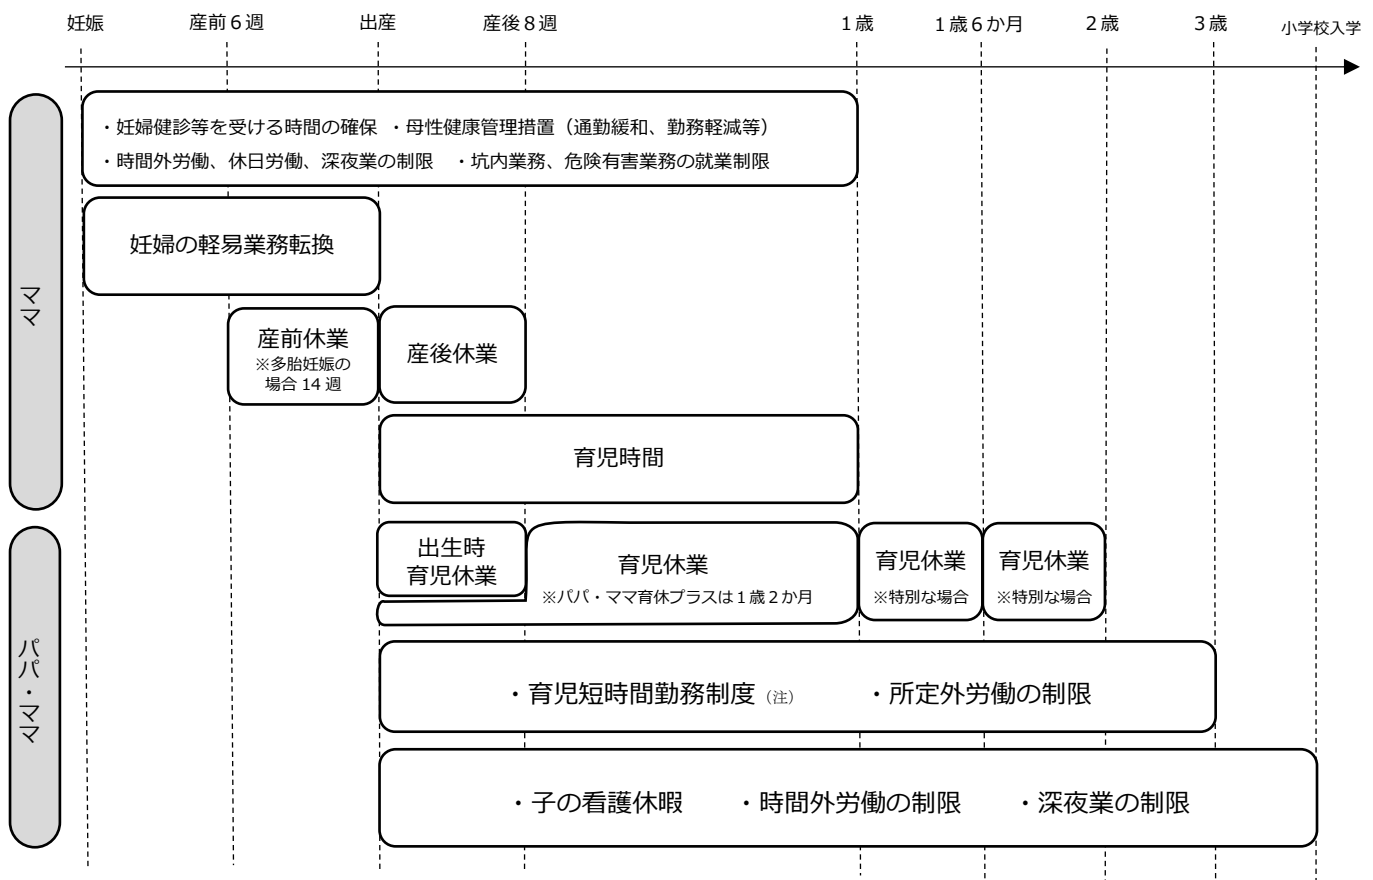 妊娠
産前６週
出産
産後８週
１歳
１歳６か月
２歳
３歳
小学校入学
ママ
・妊婦健診等を受ける時間の確保 ・母性健康管理措置（通勤緩和、勤務軽減等）
・時間外労働、休日労働、深夜業の制限 ・坑内業務、危険有害業務の就業制限
妊婦の軽易業務転換
産前休業
※多胎妊娠の
場合 14 週
産後休業
育児時間
パパ・ママ
出生時
育児休業
育児休業
※パパ・ママ育休プラスは１歳２か月
育児休業
※特別な場合
育児休業
※特別な場合
・育児短時間勤務制度（注） ・所定外労働の制限
・子の看護休暇 ・時間外労働の制限 ・深夜業の制限